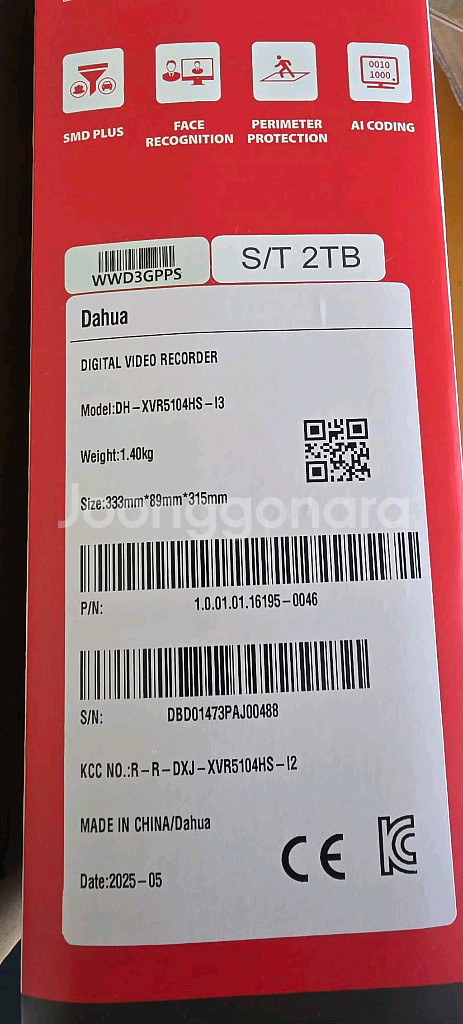 SMD PLUS
FACE
RECOGNITION
PERIMETER
PROTECTION
0010
1000
AI CODING
WWD3GPPS
S/T 2TB
Dahua
DIGITAL VIDEO RECORDER
Model:DH-XVR5104HS-I3
Weight:1.40kg
Size:333mm*89mm*315mm
Joonggonara
P/N: 1.0.01.01.16195-0046
S/N: DBD01473PAJ00488
KCC NO.:R-R-DXJ-XVR5104HS-I2
MADE IN CHINA/Dahua
Date:2025-05
CE
KC